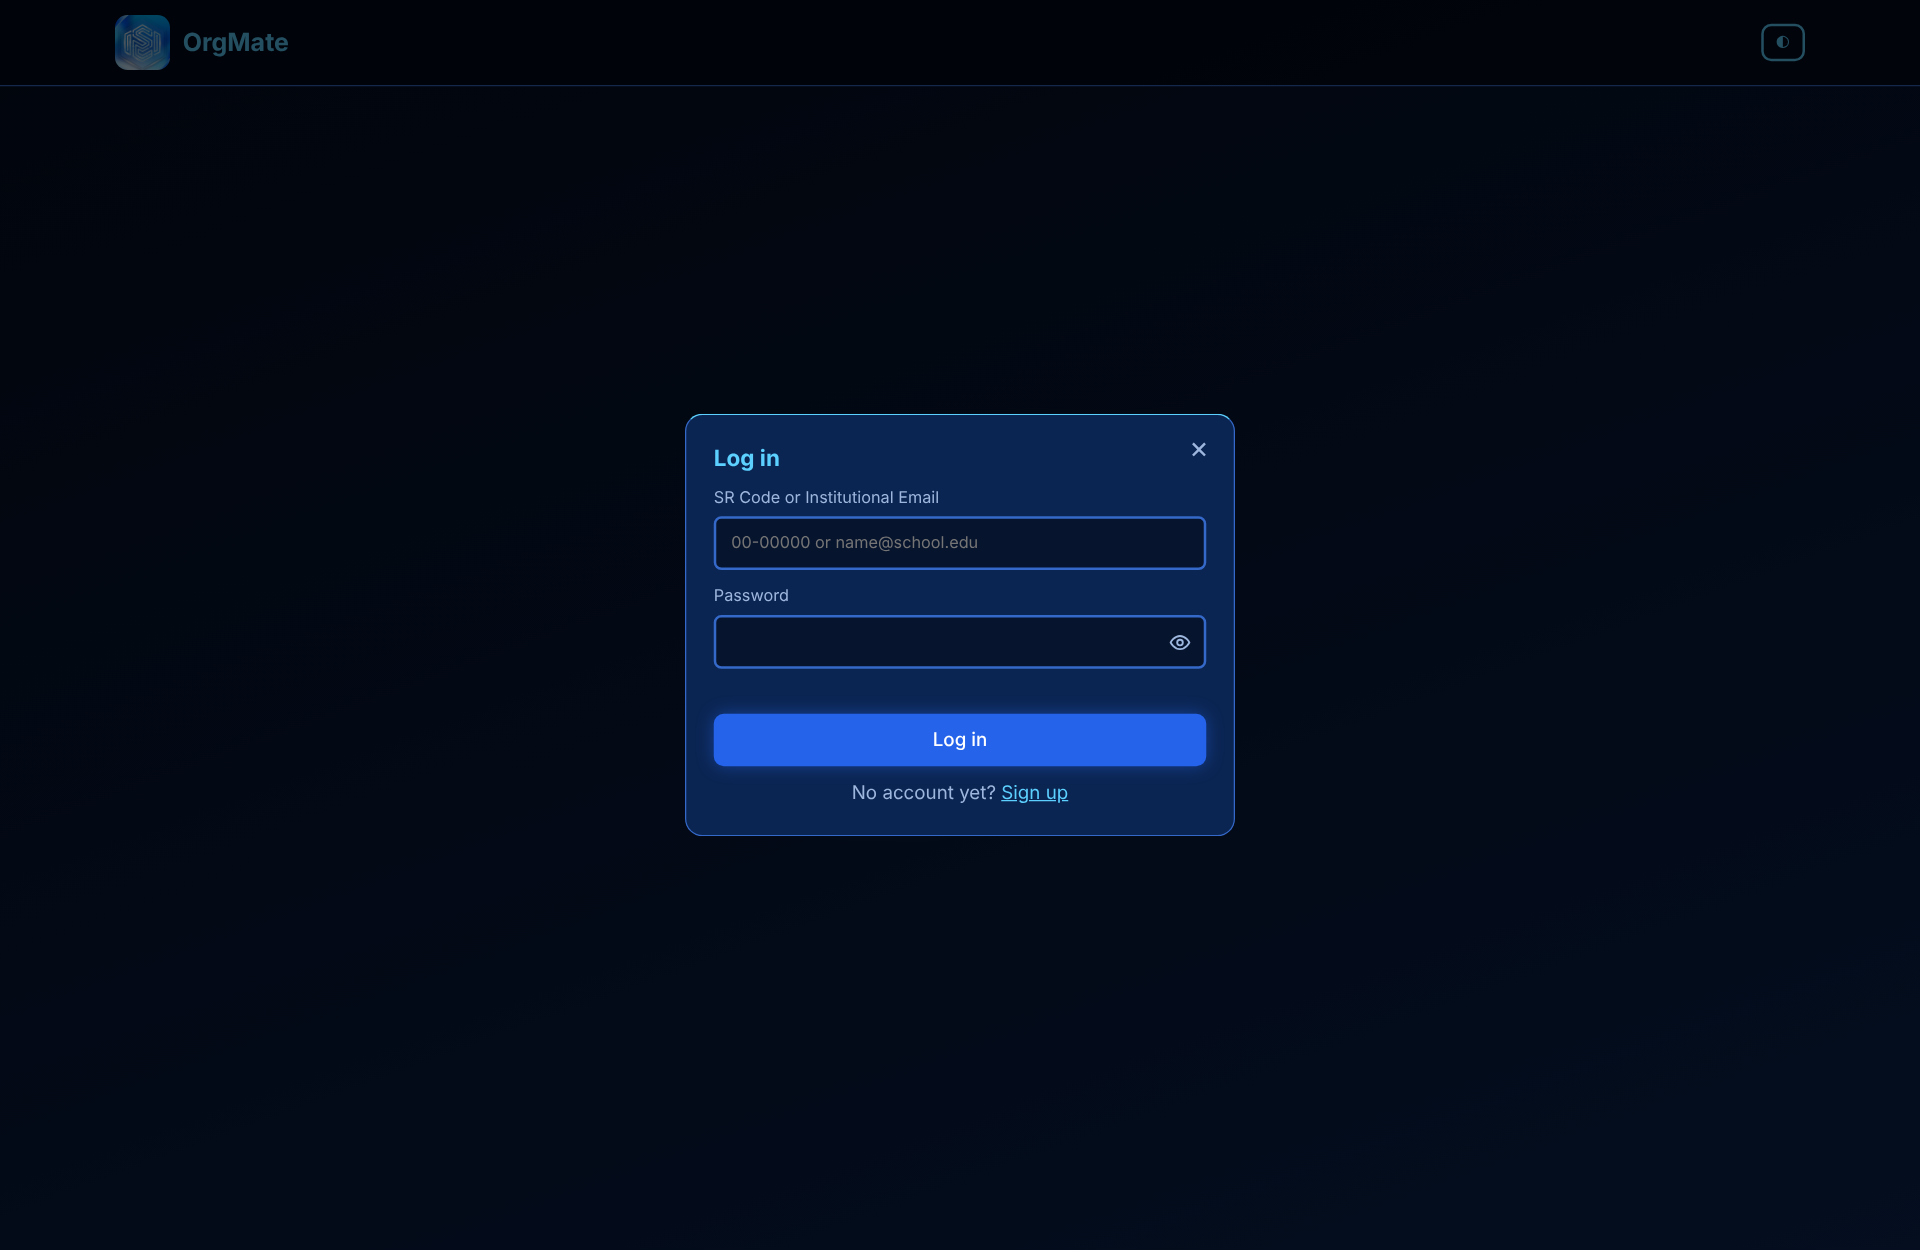 OrgMate
Log in
SR Code or Institutional Email
00-00000 or name@school.edu
Password
Log in
No account yet? Sign up